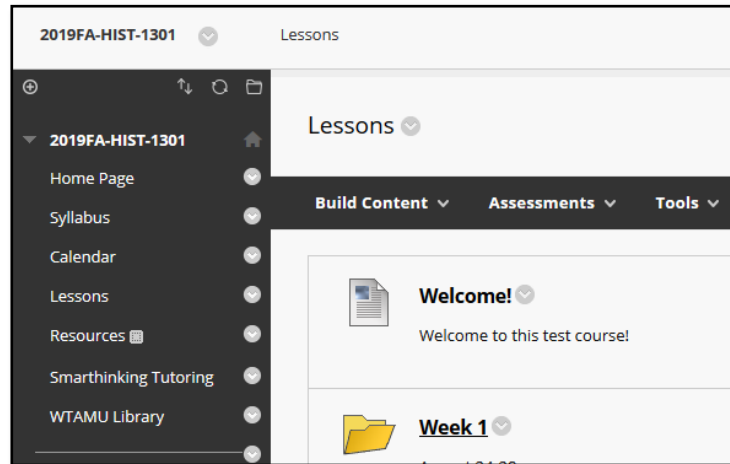 2019FA-HIST-1301
Lessons
2019FA-HIST-1301
Home Page
Syllabus
Calendar
Lessons
Resources
Smarthinking Tutoring
WTAMU Library
Lessons
Build Content Assessments Tools
Welcome!
Welcome to this test course!
Week 1